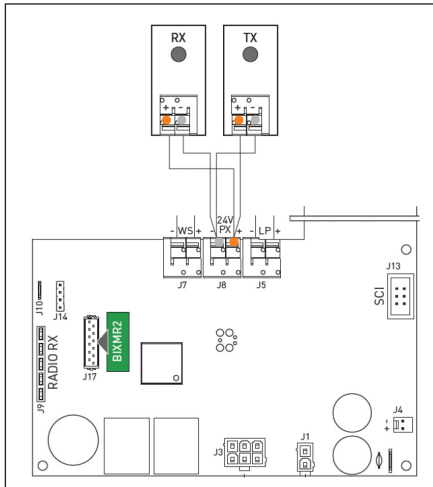 RX TX
+ - + -
24V
- WS + - PX + - LP +
J7 J8 J5
J13
SCI
J10
J14
BIXMR2
J17
RADIO RX
J9
J4
- +
J3 J1